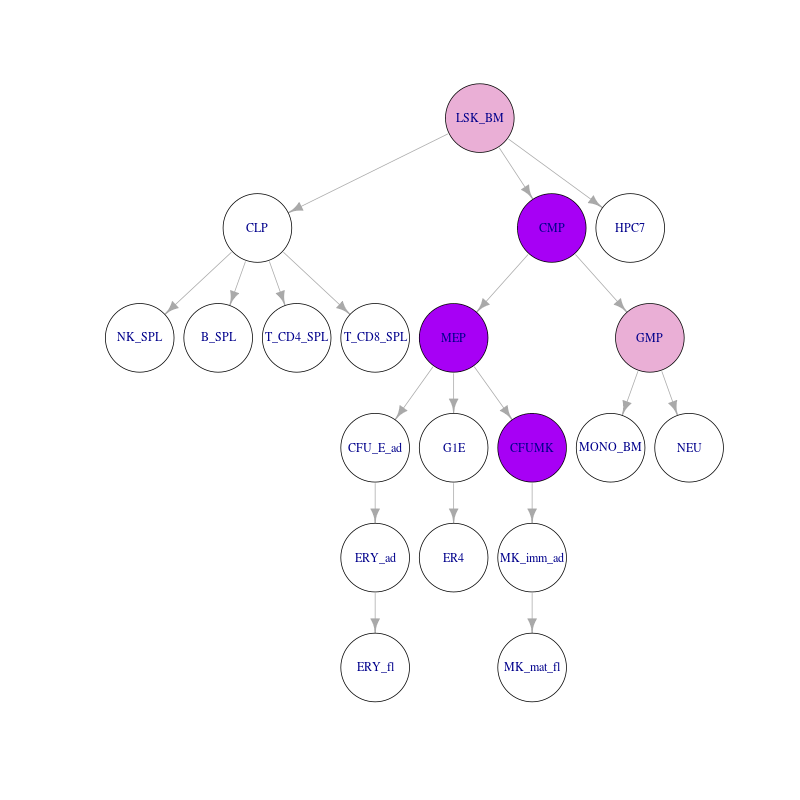 LSK_BM
CLP
CMP
HPC7
NK_SPL
B_SPL
T_CD4_SPL
T_CD8_SPL
MEP
GMP
CFU_E_ad
G1E
CFUMK
MONO_BM
NEU
ERY_ad
ER4
MK_imm_ad
ERY_fl
MK_mat_fl